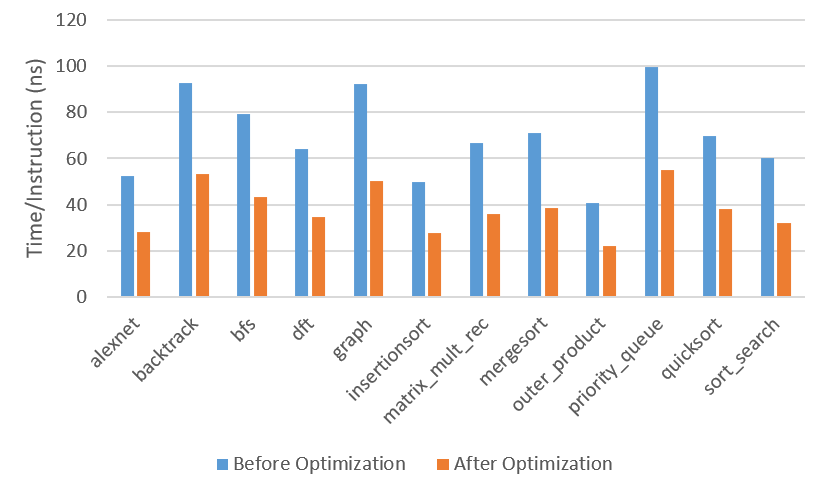 120
100
80
60
40
20
0
Time/Instruction (ns)
alexnet
backtrack
bfs
dft
graph
insertionsort
matrix_mult_rec
mergesort
outer_product
priority_queue
quicksort
sort_search
Before Optimization
After Optimization